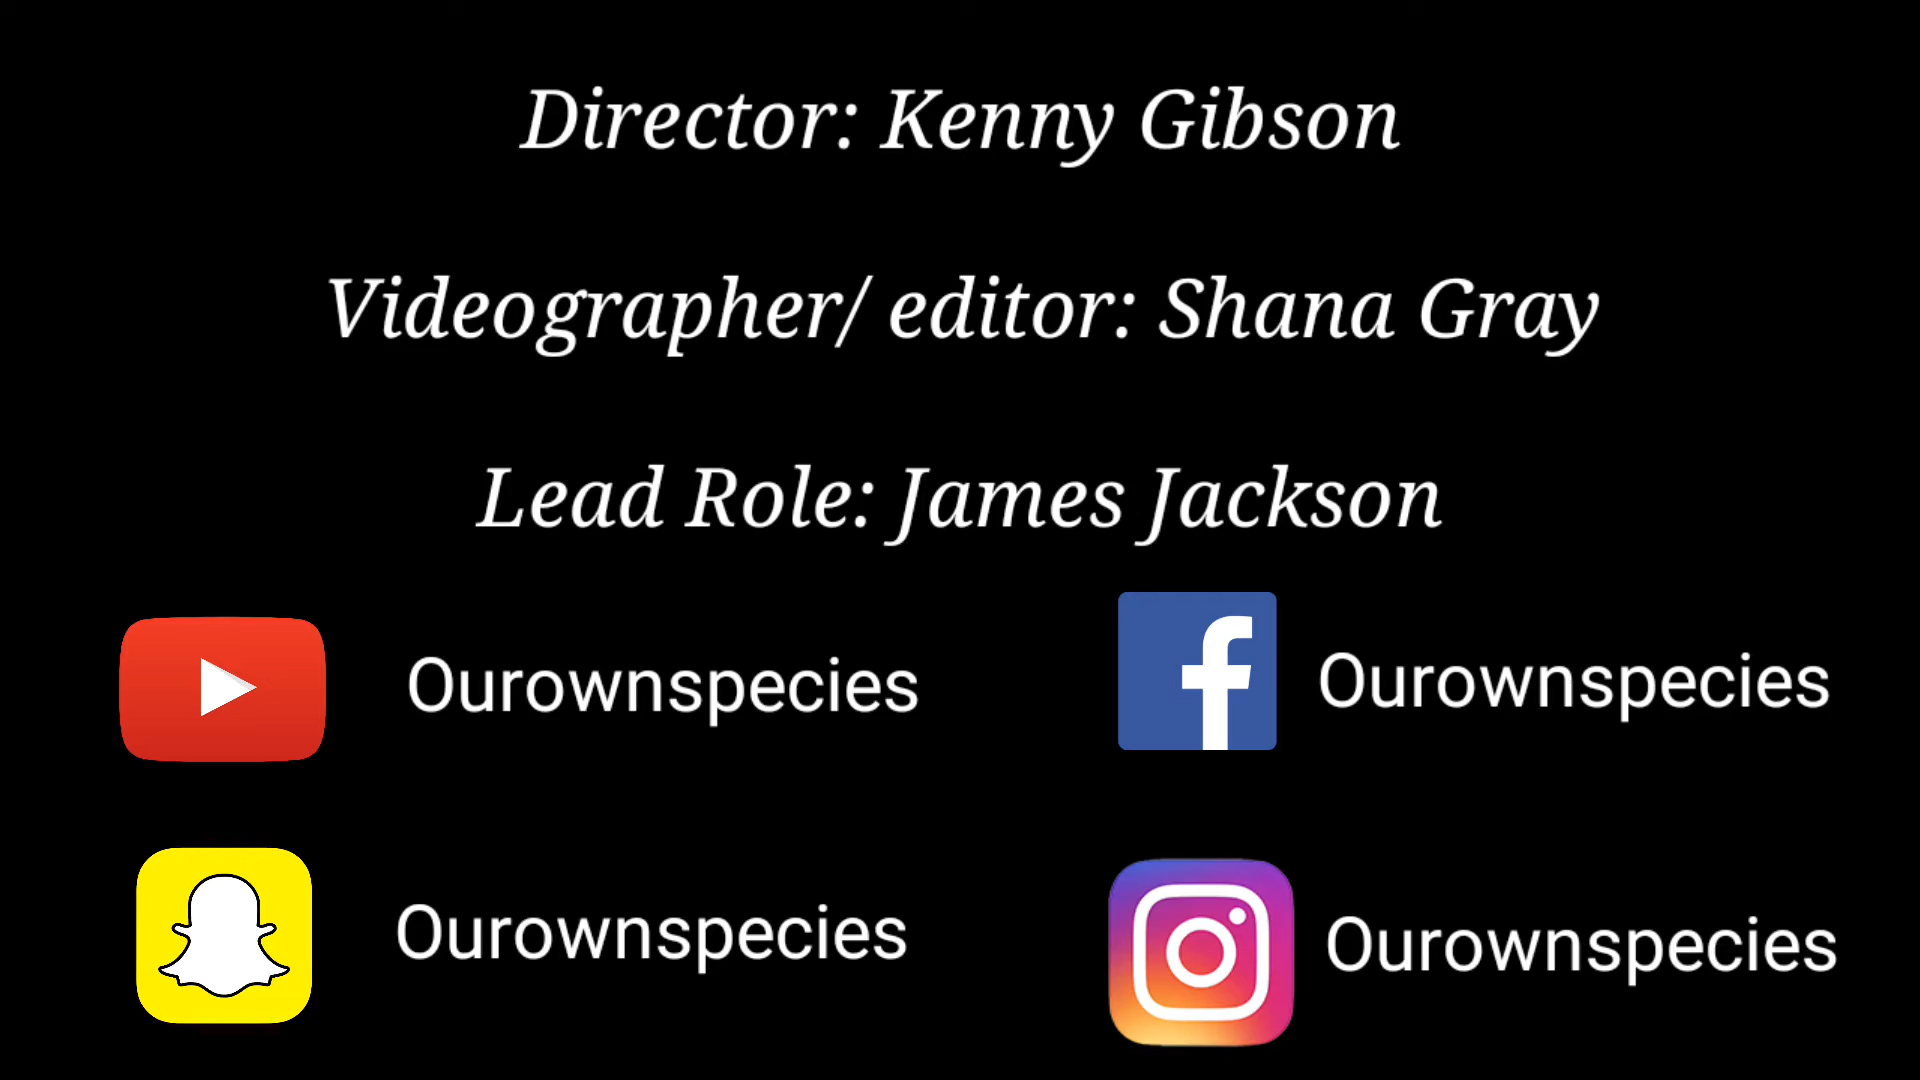 Director: Kenny Gibson
Videographer/ editor: Shana Gray
Lead Role: James Jackson
Ourownspecies
Ourownspecies
Ourownspecies
Ourownspecies